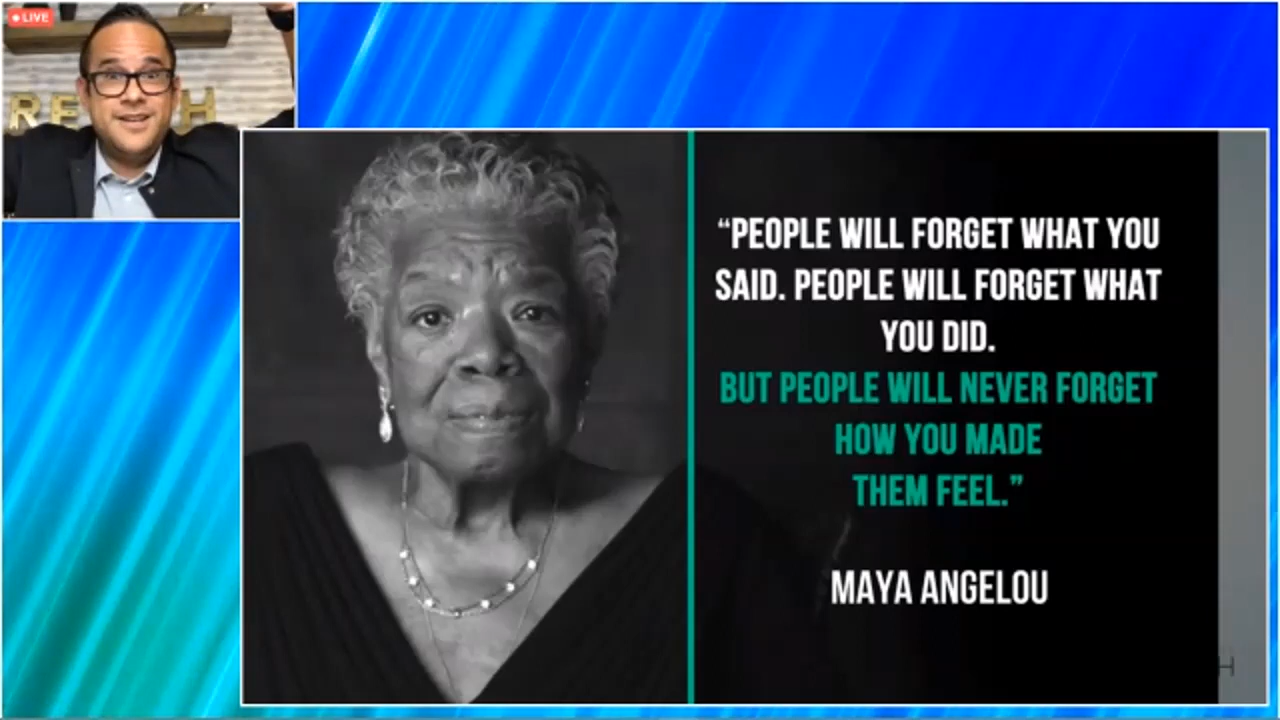 LIVE
“PEOPLE WILL FORGET WHAT YOU
SAID. PEOPLE WILL FORGET WHAT
YOU DID.
BUT PEOPLE WILL NEVER FORGET
HOW YOU MADE
THEM FEEL.”
MAYA ANGELOU
H